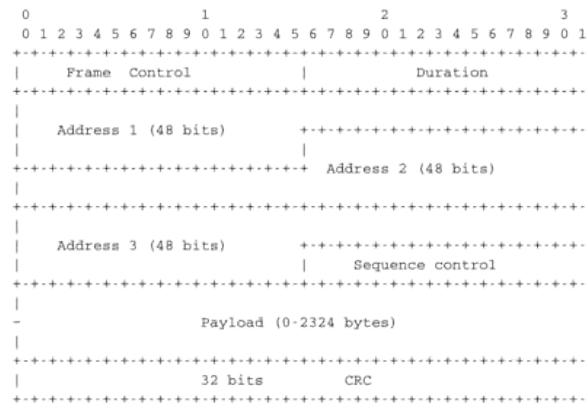 0 1 2 3
0 1 2 3 4 5 6 7 8 9 0 1 2 3 4 5 6 7 8 9 0 1 2 3 4 5 6 7 8 9 0 1
+-+-+-+-+-+-+-+-+-+-+-+-+-+-+-+-+-+-+-+-+-+-+-+-+-+-+-+-+-+-+-+-
| Frame Control | Duration
+-+-+-+-+-+-+-+-+-+-+-+-+-+-+-+-+-+-+-+-+-+-+-+-+-+-+-+-+-+-+-+-
|
| Address 1 (48 bits) +-+-+-+-+-+-+-+-+-+-+-+-+-+-+-+-
| |
+-+-+-+-+-+-+-+-+-+-+-+-+-+-+-+-+ Address 2 (48 bits)
|
+-+-+-+-+-+-+-+-+-+-+-+-+-+-+-+-+-+-+-+-+-+-+-+-+-+-+-+-+-+-+-+-
|
| Address 3 (48 bits) +-+-+-+-+-+-+-+-+-+-+-+-+-+-+-+-
| | Sequence control
+-+-+-+-+-+-+-+-+-+-+-+-+-+-+-+-+-+-+-+-+-+-+-+-+-+-+-+-+-+-+-+-
|
- Payload (0-2324 bytes)
|
+-+-+-+-+-+-+-+-+-+-+-+-+-+-+-+-+-+-+-+-+-+-+-+-+-+-+-+-+-+-+-+-
| 32 bits CRC
+-+-+-+-+-+-+-+-+-+-+-+-+-+-+-+-+-+-+-+-+-+-+-+-+-+-+-+-+-+-+-+-